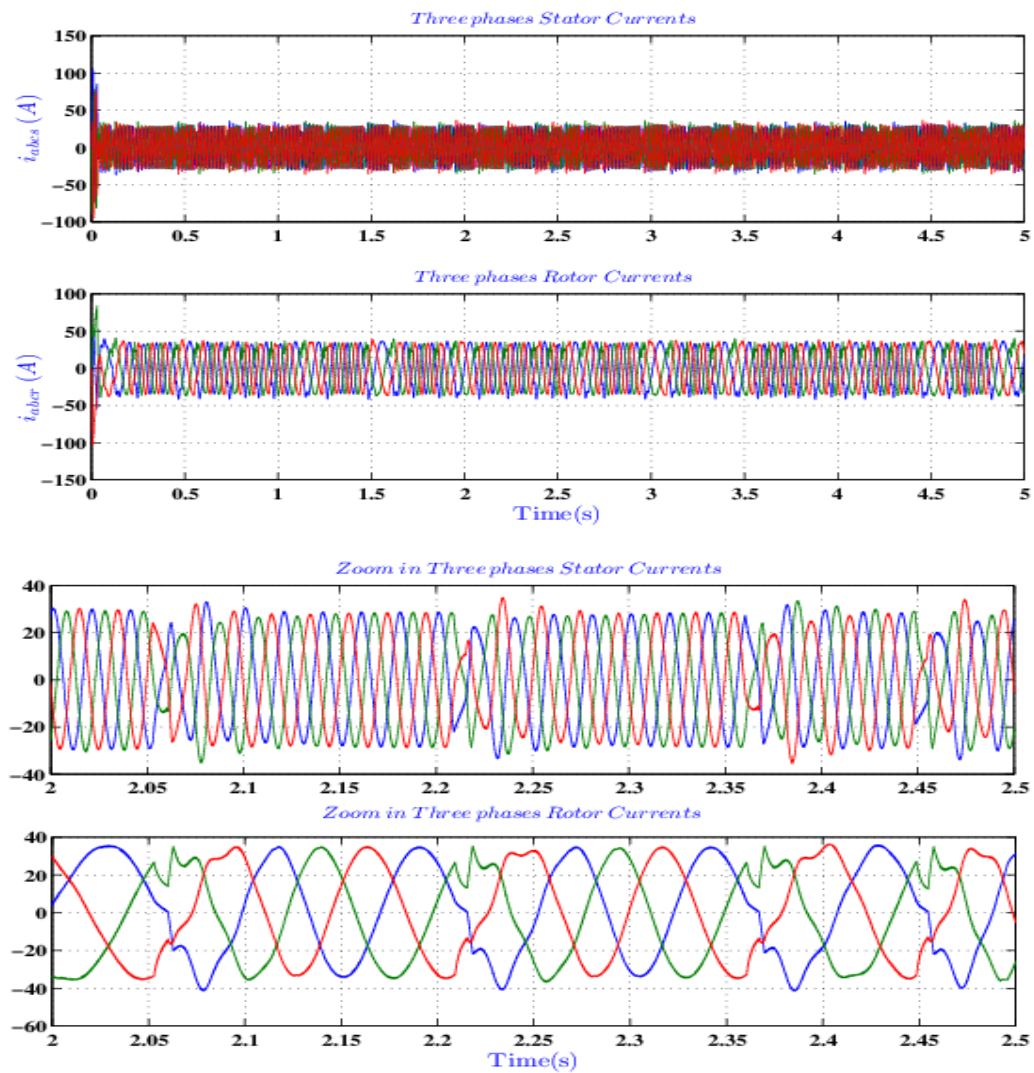 Three phases Stator Currents
150
100
50
0
−50
−100
i_abcs (A)
0 0.5 1 1.5 2 2.5 3 3.5 4 4.5 5
Three phases Rotor Currents
100
50
0
−50
−100
−150
i_abcr (A)
0 0.5 1 1.5 2 2.5 3 3.5 4 4.5 5
Time(s)
Zoom in Three phases Stator Currents
40
20
0
−20
−40
2 2.05 2.1 2.15 2.2 2.25 2.3 2.35 2.4 2.45 2.5
Zoom in Three phases Rotor Currents
40
20
0
−20
−40
−60
2 2.05 2.1 2.15 2.2 2.25 2.3 2.35 2.4 2.45 2.5
Time(s)